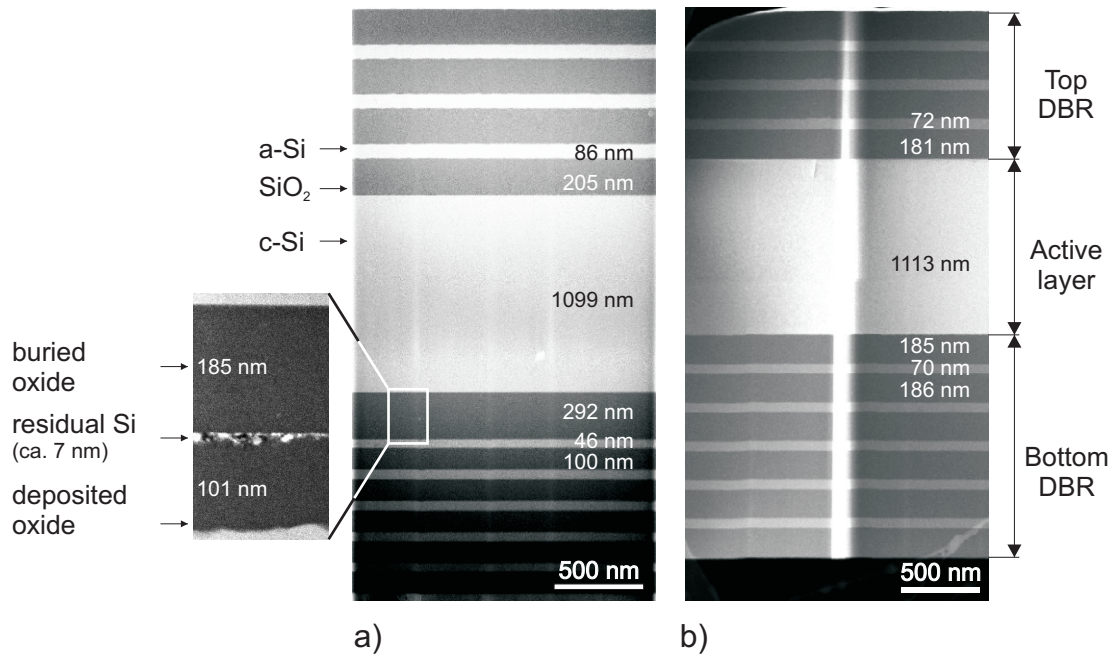 a-Si
SiO₂
c-Si
86 nm
205 nm
1099 nm
292 nm
46 nm
100 nm
500 nm
buried
oxide
185 nm
residual Si
(ca. 7 nm)
deposited
oxide
101 nm
a)
72 nm
181 nm
1113 nm
185 nm
70 nm
186 nm
500 nm
Top
DBR
Active
layer
Bottom
DBR
b)